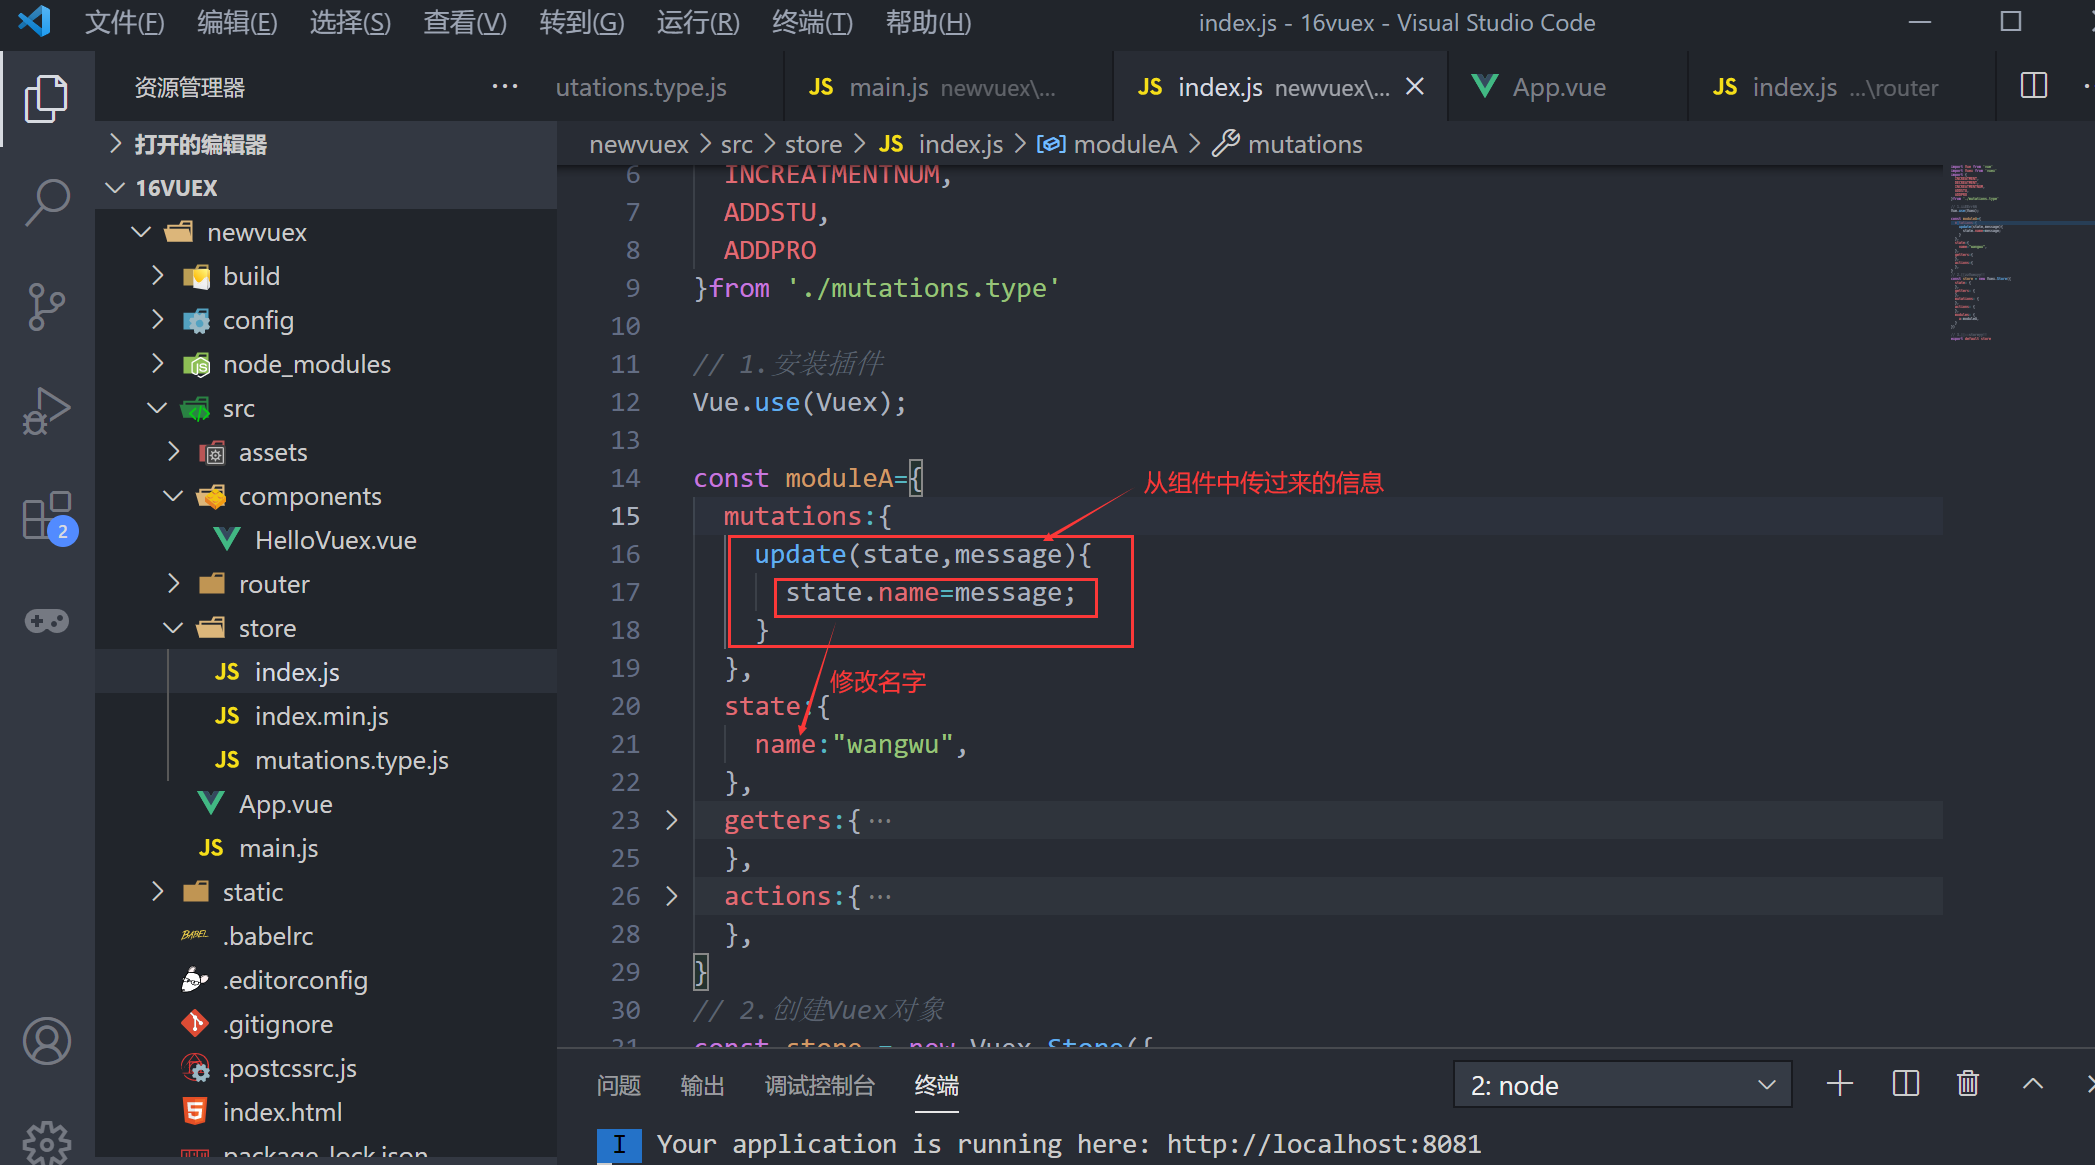 文件(F) 编辑(E) 选择(S) 查看(V) 转到(G) 运行(R) 终端(T) 帮助(H) index.js - 16vuex - Visual Studio Code
资源管理器 ··· utations.type.js JS main.js newvuex\... JS index.js newvuex\... App.vue JS index.js ...\router
打开的编辑器
16VUEX
newvuex
build
config
node_modules
src
assets
components
HelloVuex.vue
router
store
JS index.js
JS index.min.js
JS mutations.type.js
App.vue
JS main.js
static
BABEL .babelrc
.editorconfig
.gitignore
.postcssrc.js
index.html
package-lock.json
2
newvuex > src > store > JS index.js > moduleA > mutations
6 INCREATMENTNUM,
7 ADDSTU,
8 ADDPRO
9 }from './mutations.type'
10
11 // 1.安装插件
12 Vue.use(Vuex);
13
14 const moduleA={
从组件中传过来的信息
15 mutations:{
16 update(state,message){
17 state.name=message;
18 }
19 },
修改名字
20 state:{
21 name:"wangwu",
22 },
23 getters:{ ···
25 },
26 actions:{ ···
28 },
29 }
30 // 2.创建Vuex对象
31 const store = new Vuex.Store({
问题 输出 调试控制台 终端 2: node
I Your application is running here: http://localhost:8081